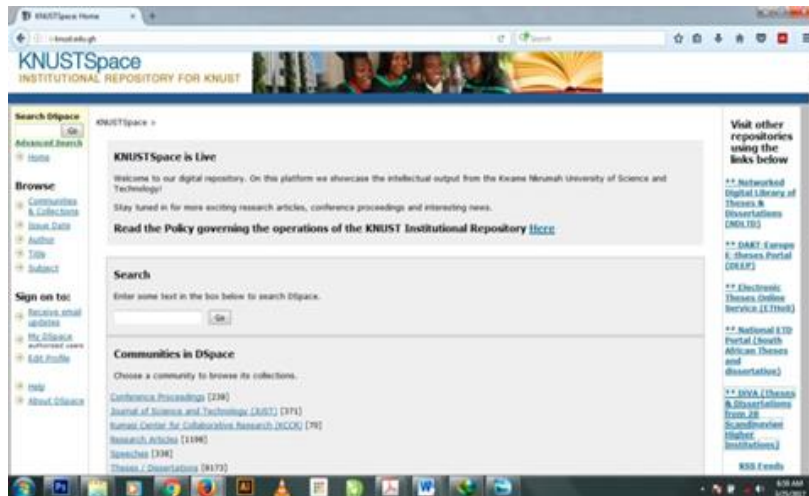 KNUSTSpace Home
knust.edu.gh
Search
KNUSTSpace
INSTITUTIONAL REPOSITORY FOR KNUST
Search DSpace
Go
Advanced Search
Home
Browse
Communities
& Collections
Issue Date
Author
Title
Subject
Sign on to:
Receive email
updates
My DSpace
authorized users
Edit Profile
Help
About DSpace
KNUSTSpace >
KNUSTSpace is Live
Welcome to our digital repository. On this platform we showcase the intellectual output from the Kwame Nkrumah University of Science and
Technology!
Stay tuned in for more exciting research articles, conference proceedings and interesting news.
Read the Policy governing the operations of the KNUST Institutional Repository Here
Search
Enter some text in the box below to search DSpace.
Go
Communities in DSpace
Choose a community to browse its collections.
Conference Proceedings [238]
Journal of Science and Technology (JUST) [371]
Kumasi Center for Collaborative Research (KCCR) [70]
Research Articles [1198]
Speeches [338]
Theses / Dissertations [8173]
Visit other
repositories
using the
links below
** Networked
Digital Library of
Theses &
Dissertations
(NDLTD)
** DART-Europe
E-theses Portal
(DEEP)
** Electronic
Theses Online
Service (ETHoS)
** National ETD
Portal (South
African Theses
and
dissertation)
** DiVA (Theses
& Dissertations
from 28
Scandinavian
Higher
Institutions)
RSS Feeds